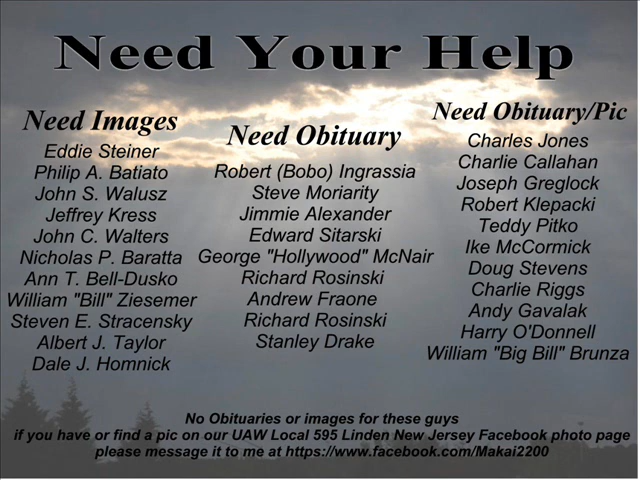 Need Your Help
Need Images
Eddie Steiner
Philip A. Batiato
John S. Walusz
Jeffrey Kress
John C. Walters
Nicholas P. Baratta
Ann T. Bell-Dusko
William "Bill" Ziesemer
Steven E. Stracensky
Albert J. Taylor
Dale J. Homnick
Need Obituary
Robert (Bobo) Ingrassia
Steve Moriarity
Jimmie Alexander
Edward Sitarski
George "Hollywood" McNair
Richard Rosinski
Andrew Fraone
Richard Rosinski
Stanley Drake
Need Obituary/Pic
Charles Jones
Charlie Callahan
Joseph Greglock
Robert Klepacki
Teddy Pitko
Ike McCormick
Doug Stevens
Charlie Riggs
Andy Gavalak
Harry O'Donnell
William "Big Bill" Brunza
No Obituaries or images for these guys
if you have or find a pic on our UAW Local 595 Linden New Jersey Facebook photo page
please message it to me at https://www.facebook.com/Makai2200